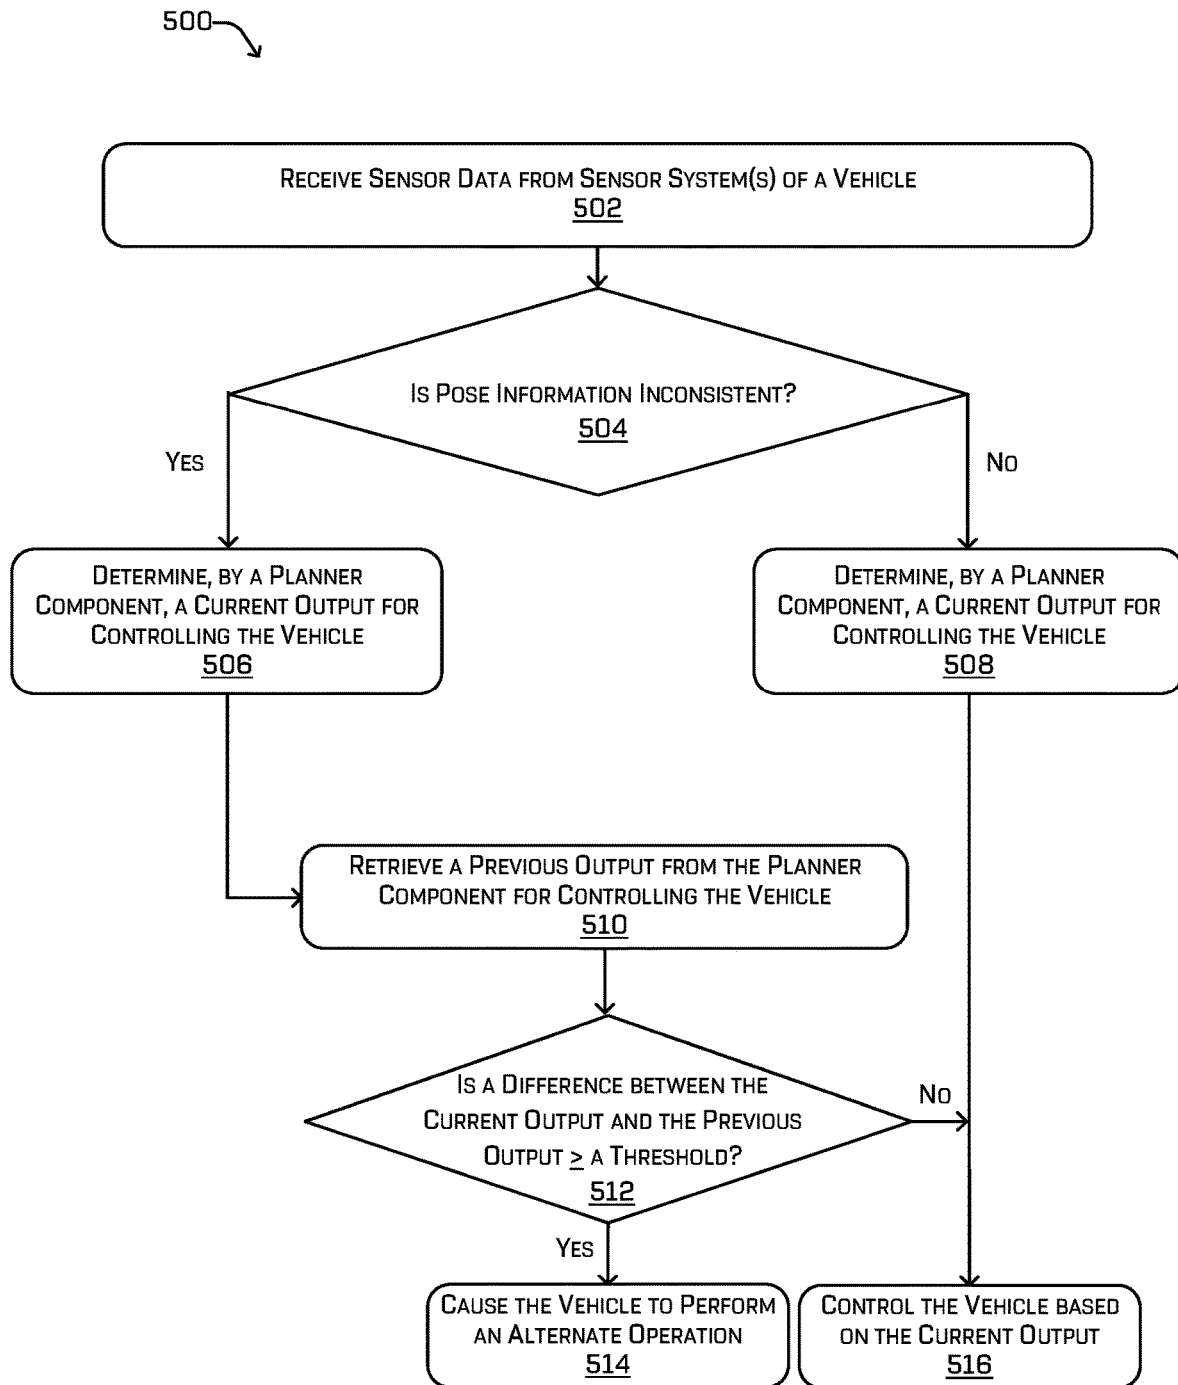 500
RECEIVE SENSOR DATA FROM SENSOR SYSTEM(S) OF A VEHICLE
502
IS POSE INFORMATION INCONSISTENT?
504
YES
NO
DETERMINE, BY A PLANNER
COMPONENT, A CURRENT OUTPUT FOR
CONTROLLING THE VEHICLE
506
DETERMINE, BY A PLANNER
COMPONENT, A CURRENT OUTPUT FOR
CONTROLLING THE VEHICLE
508
RETRIEVE A PREVIOUS OUTPUT FROM THE PLANNER
COMPONENT FOR CONTROLLING THE VEHICLE
510
IS A DIFFERENCE BETWEEN THE
CURRENT OUTPUT AND THE PREVIOUS
OUTPUT ≥ A THRESHOLD?
512
NO
YES
CAUSE THE VEHICLE TO PERFORM
AN ALTERNATE OPERATION
514
CONTROL THE VEHICLE BASED
ON THE CURRENT OUTPUT
516